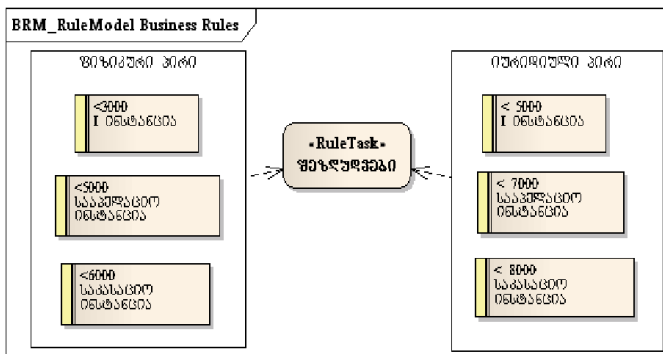 BRM_RuleModel Business Rules
ფიზიკური პირი
<3000
I ინსტანცია
<5000
სააპელაციო
ინსტანცია
<6000
საკასაციო
ინსტანცია
«RuleTask»
შეზღუდვები
იურიდიული პირი
< 5000
I ინსტანცია
< 7000
სააპელაციო
ინსტანცია
< 8000
საკასაციო
ინსტანცია